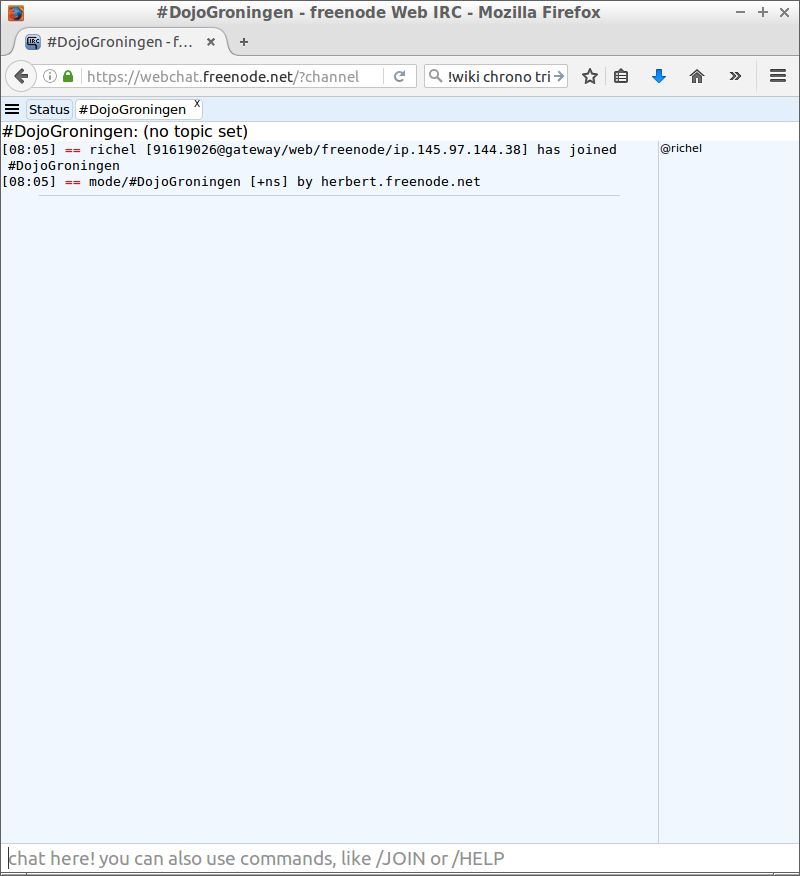 #DojoGroningen - freenode Web IRC - Mozilla Firefox
IRC #DojoGroningen - f...
https://webchat.freenode.net/?channel !wiki chrono tri
Status #DojoGroningen X
#DojoGroningen: (no topic set)
[08:05] == richel [91619026@gateway/web/freenode/ip.145.97.144.38] has joined
#DojoGroningen
[08:05] == mode/#DojoGroningen [+ns] by herbert.freenode.net
@richel
chat here! you can also use commands, like /JOIN or /HELP